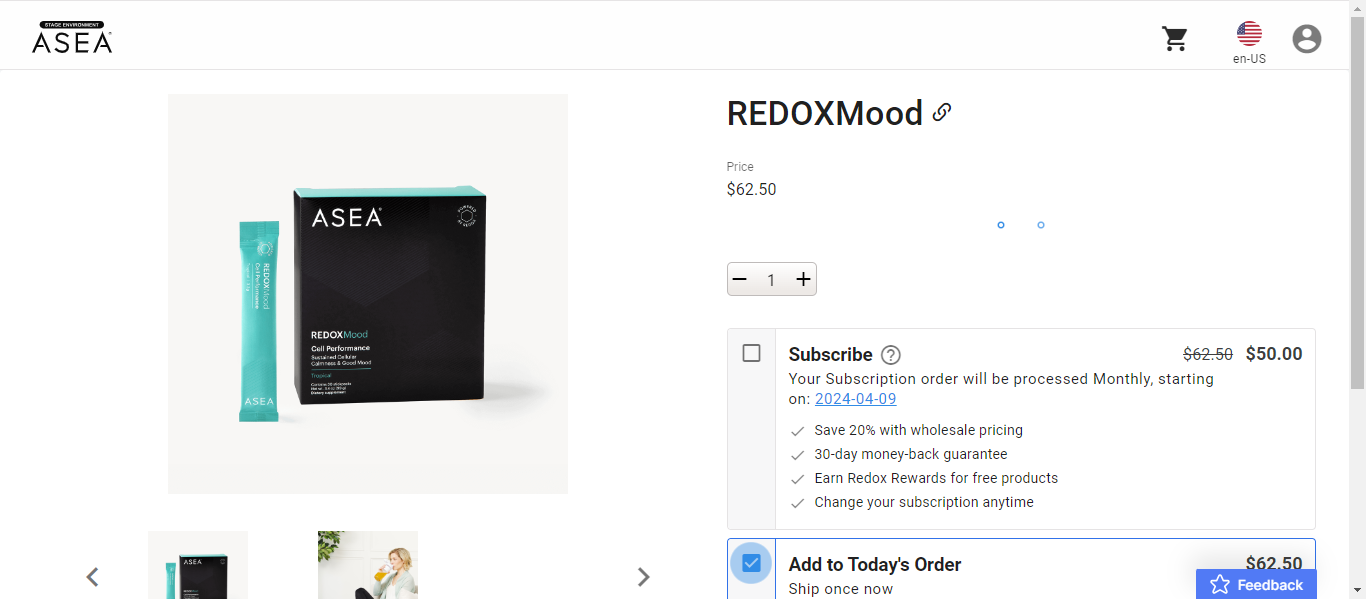 STAGE ENVIRONMENT
ASEA
en-US
REDOXMood
Price
$62.50
1
Subscribe
$62.50 $50.00
Your Subscription order will be processed Monthly, starting
on: 2024-04-09
Save 20% with wholesale pricing
30-day money-back guarantee
Earn Redox Rewards for free products
Change your subscription anytime
Add to Today's Order
$62.50
Ship once now
Feedback
ASEA
REDOXMood
Cell Performance
Sustained Cellular
Calmness & Good Mood
Tropical
Dietary supplement
REDOXMood
Cell Performance
ASEA
ASEA